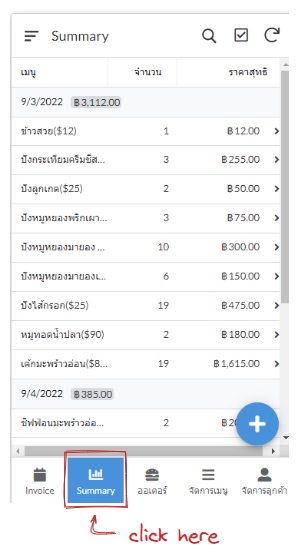 Summary
เมนู จำนวน ราคาสุทธิ
9/3/2022 ฿3,112.00
ข้าวสวย($12) 1 ฿12.00
ปังกระเทียมครีมชีส... 3 ฿255.00
ปังลูกเกด($25) 2 ฿50.00
ปังหมูหยองพริกเผา... 3 ฿75.00
ปังหมูหยองมายอง ... 10 ฿300.00
ปังหมูหยองมายองเ... 6 ฿150.00
ปังไส้กรอก($25) 19 ฿475.00
หมูทอดน้ำปลา($90) 2 ฿180.00
เค้กมะพร้าวอ่อน($8... 19 ฿1,615.00
9/4/2022 ฿385.00
ชิฟฟ่อนมะพร้าวอ่อ... 2
Invoice Summary ออเดอร์ จัดการเมนู จัดการลูกค้า
click here